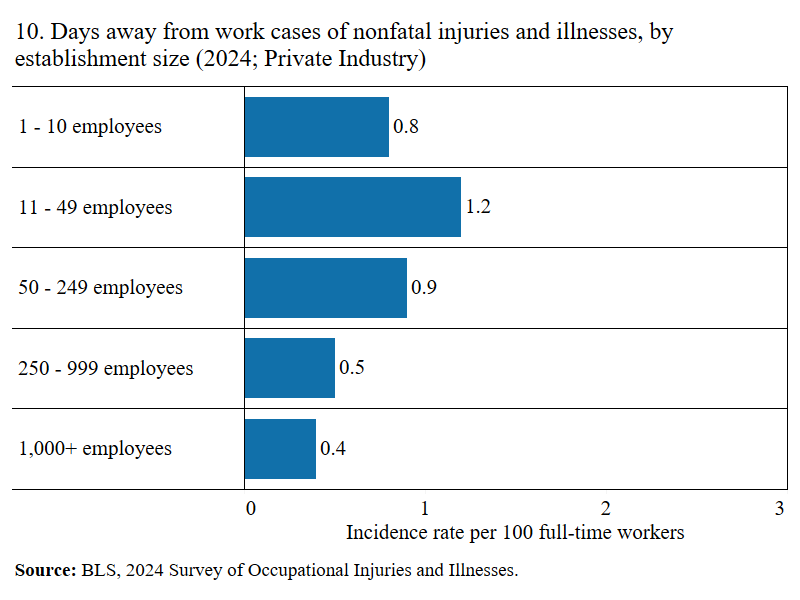 10. Days away from work cases of nonfatal injuries and illnesses, by
establishment size (2024; Private Industry)
1 - 10 employees 0.8
11 - 49 employees 1.2
50 - 249 employees 0.9
250 - 999 employees 0.5
1,000+ employees 0.4
0 1 2 3
Incidence rate per 100 full-time workers
Source: BLS, 2024 Survey of Occupational Injuries and Illnesses.